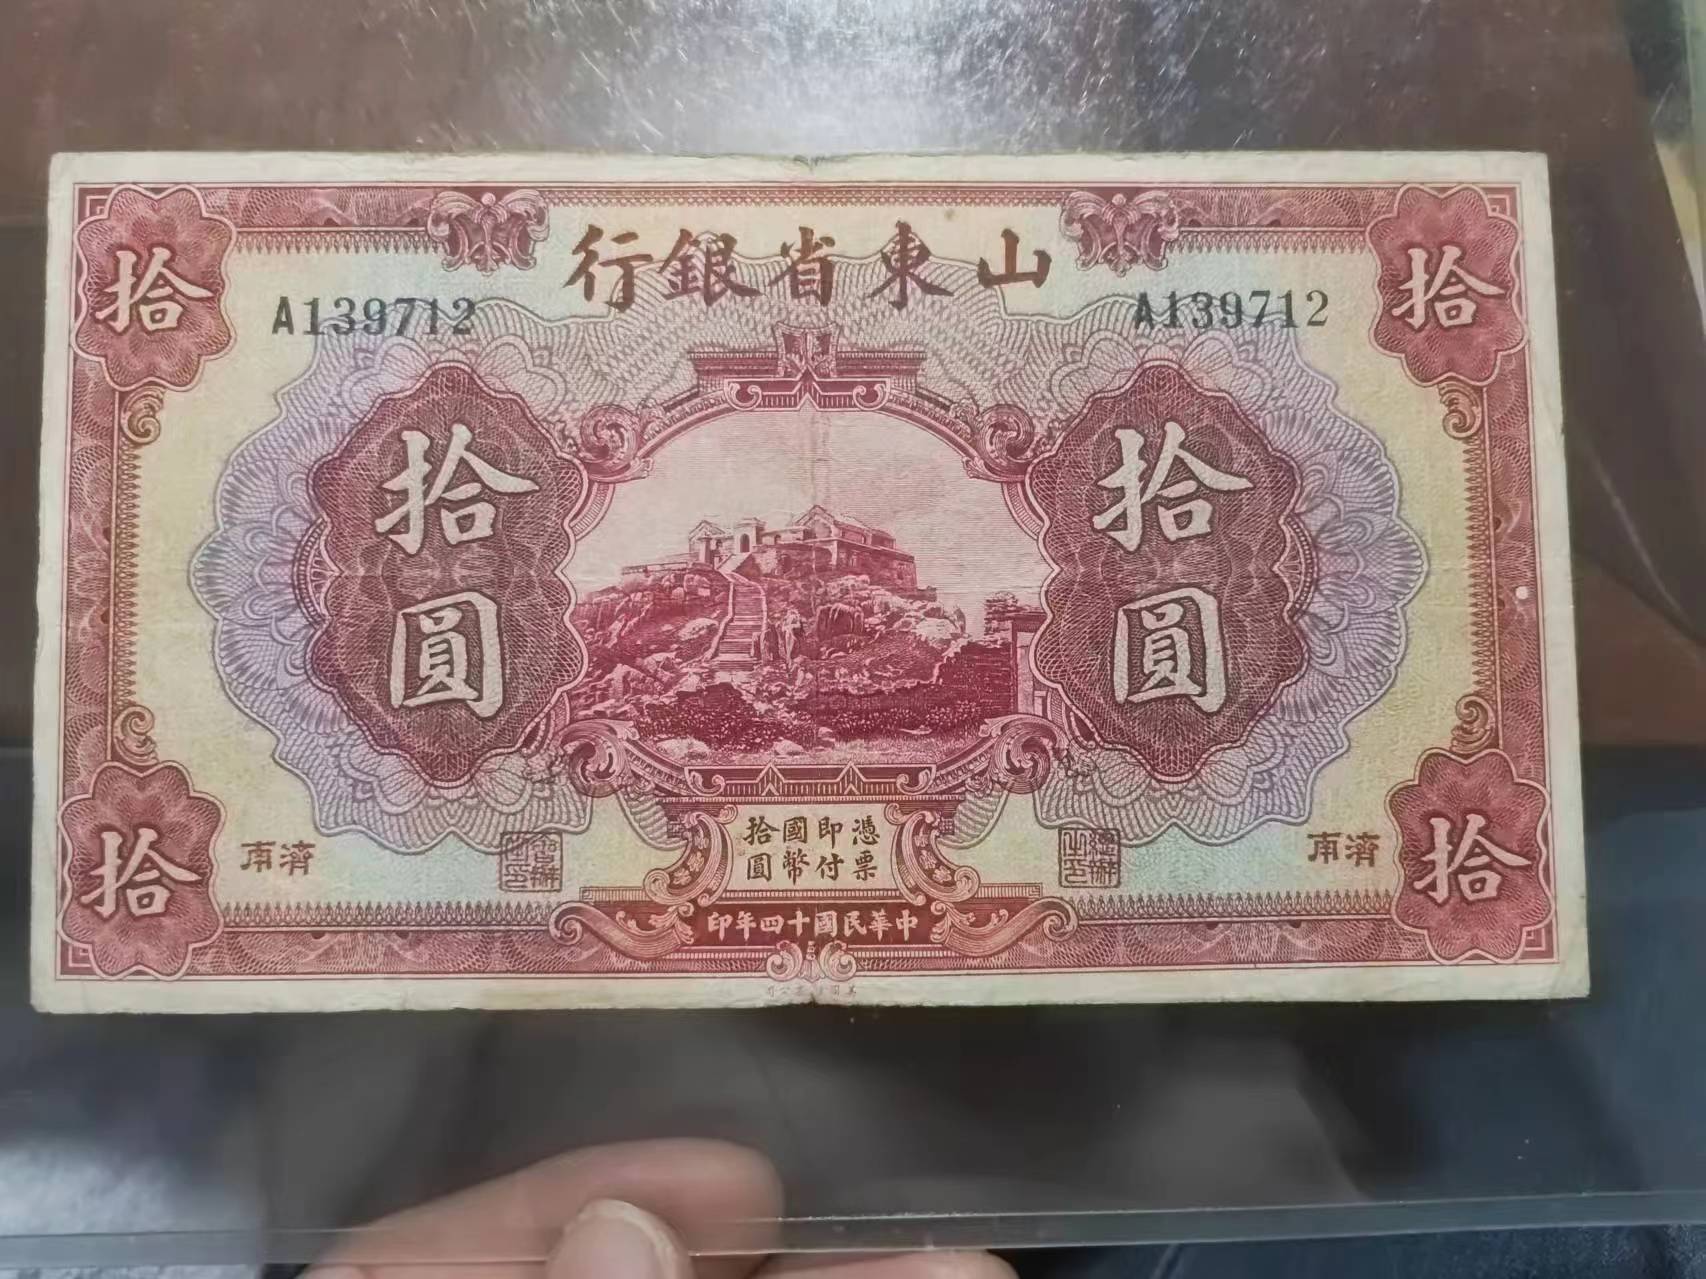 山東省銀行
A139712
A139712
拾
拾
拾圓
拾圓
憑票
即付
國幣
拾圓
濟南
濟南
中華民國十四年印
拾
拾